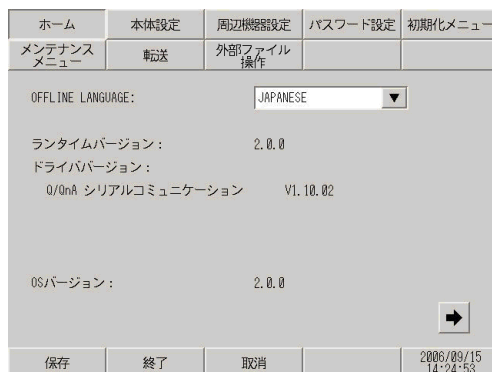 ホーム 本体設定 周辺機器設定 パスワード設定 初期化メニュー
メンテナンス
メニュー 転送 外部ファイル
操作
OFFLINE LANGUAGE: JAPANESE
ランタイムバージョン： 2.0.0
ドライババージョン：
Q/QnA シリアルコミュニケーション V1.10.02
OSバージョン： 2.0.0
保存 終了 取消 2006/09/15
14:24:53